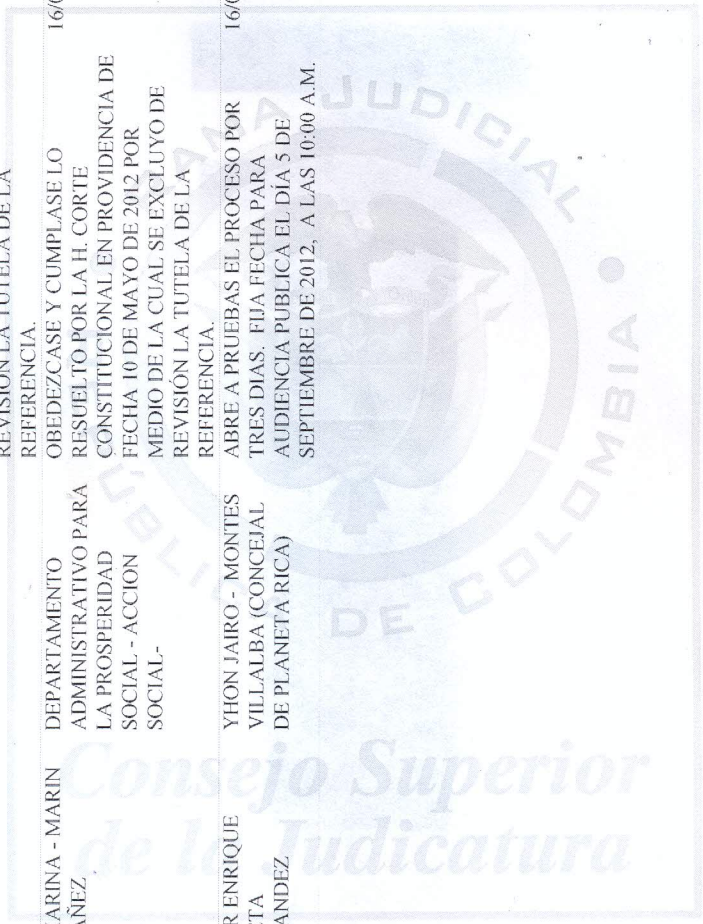 REVISIÓN LA TUTELA DE LA
REFERENCIA.
ARINA - MARIN
AÑEZ
DEPARTAMENTO
ADMINISTRATIVO PARA
LA PROSPERIDAD
SOCIAL - ACCION
SOCIAL-
OBEDEZCASE Y CUMPLASE LO
RESUELTO POR LA H. CORTE
CONSTITUCIONAL EN PROVIDENCIA DE
FECHA 10 DE MAYO DE 2012 POR
MEDIO DE LA CUAL SE EXCLUYO DE
REVISIÓN LA TUTELA DE LA
REFERENCIA.
16/0
R ENRIQUE
ETA
ANDEZ
YHON JAIRO - MONTES
VILLALBA (CONCEJAL
DE PLANETA RICA)
ABRE A PRUEBAS EL PROCESO POR
TRES DIAS. FIJA FECHA PARA
AUDIENCIA PUBLICA EL DÍA 5 DE
SEPTIEMBRE DE 2012, A LAS 10:00 A.M.
16/0
Consejo Superior
de la Judicatura
JUDICIAL
DE COLOMBIA